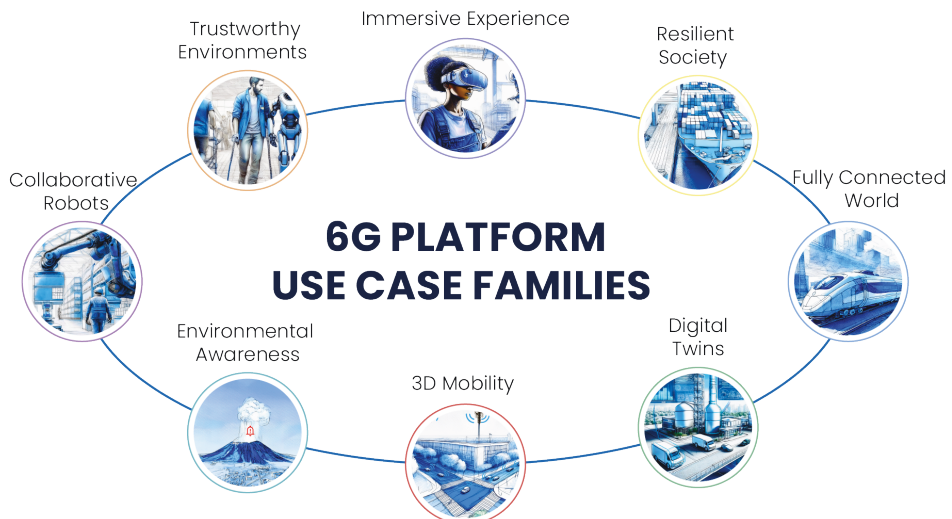 Immersive Experience
Trustworthy
Environments
Resilient
Society
Collaborative
Robots
Fully Connected
World
6G PLATFORM
USE CASE FAMILIES
Environmental
Awareness
Digital
Twins
3D Mobility